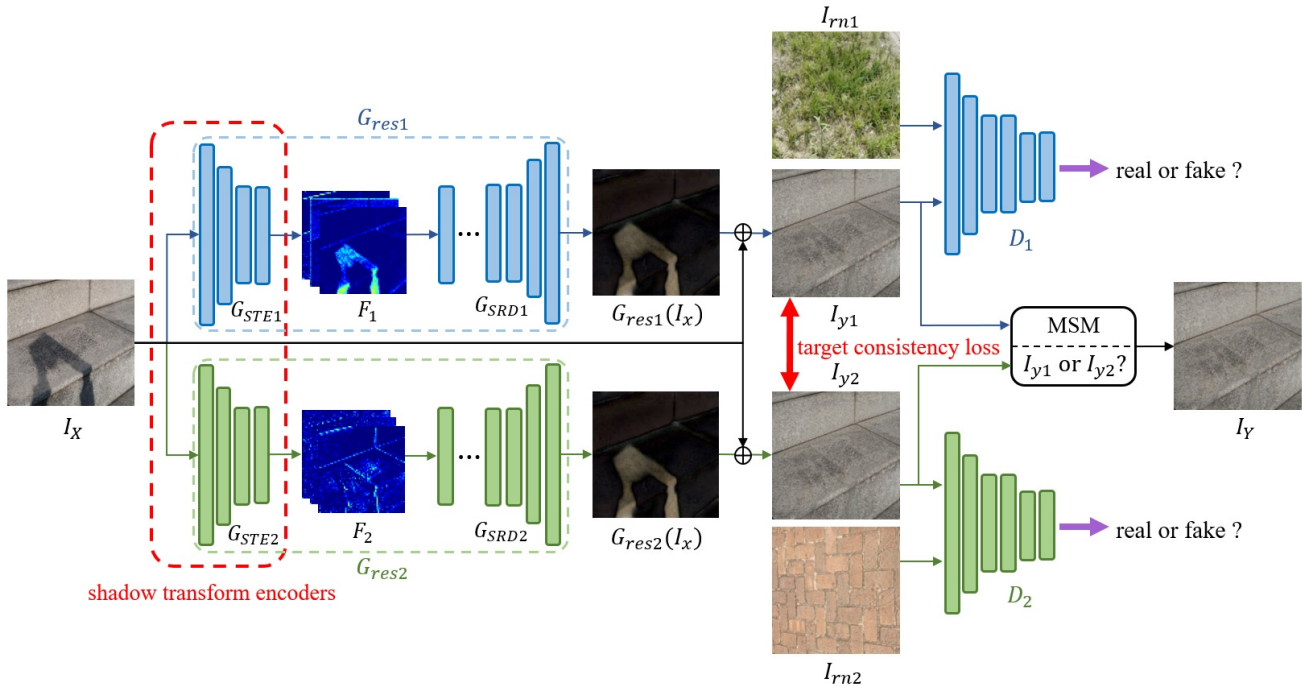 I_rn1
G_res1
real or fake ?
D_1
G_STE1
F_1
G_SRD1
G_res1(I_x)
I_y1
MSM
target consistency loss
I_y1 or I_y2?
I_y2
I_X
I_Y
G_STE2
F_2
G_SRD2
G_res2(I_x)
real or fake ?
G_res2
shadow transform encoders
D_2
I_rn2